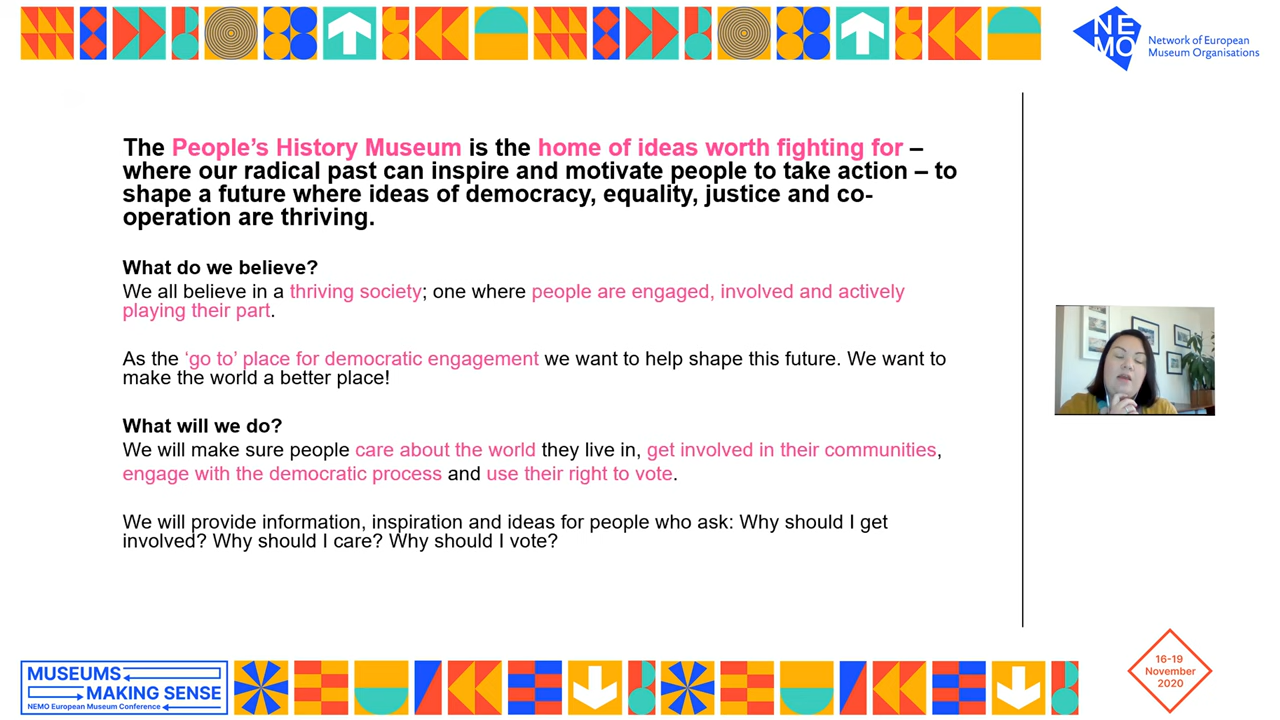 NE
MO
Network of European
Museum Organisations
The People’s History Museum is the home of ideas worth fighting for –
where our radical past can inspire and motivate people to take action – to
shape a future where ideas of democracy, equality, justice and co-
operation are thriving.
What do we believe?
We all believe in a thriving society; one where people are engaged, involved and actively
playing their part.
As the ‘go to’ place for democratic engagement we want to help shape this future. We want to
make the world a better place!
What will we do?
We will make sure people care about the world they live in, get involved in their communities,
engage with the democratic process and use their right to vote.
We will provide information, inspiration and ideas for people who ask: Why should I get
involved? Why should I care? Why should I vote?
MUSEUMS
MAKING SENSE
NEMO European Museum Conference
16-19
November
2020